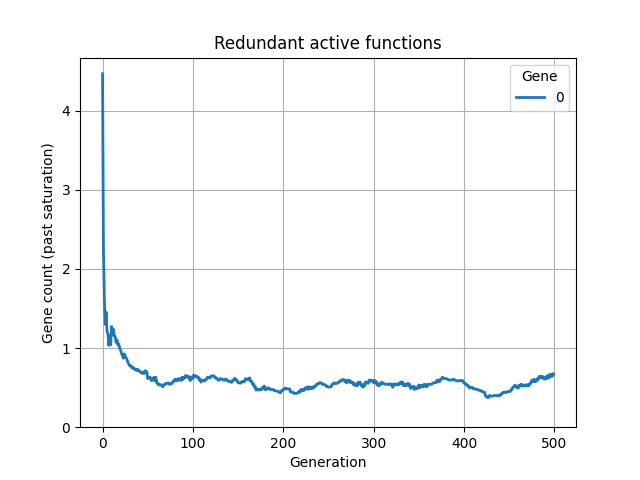 Redundant active functions
Gene
0
4
3
2
1
0
Gene count (past saturation)
0 100 200 300 400 500
Generation